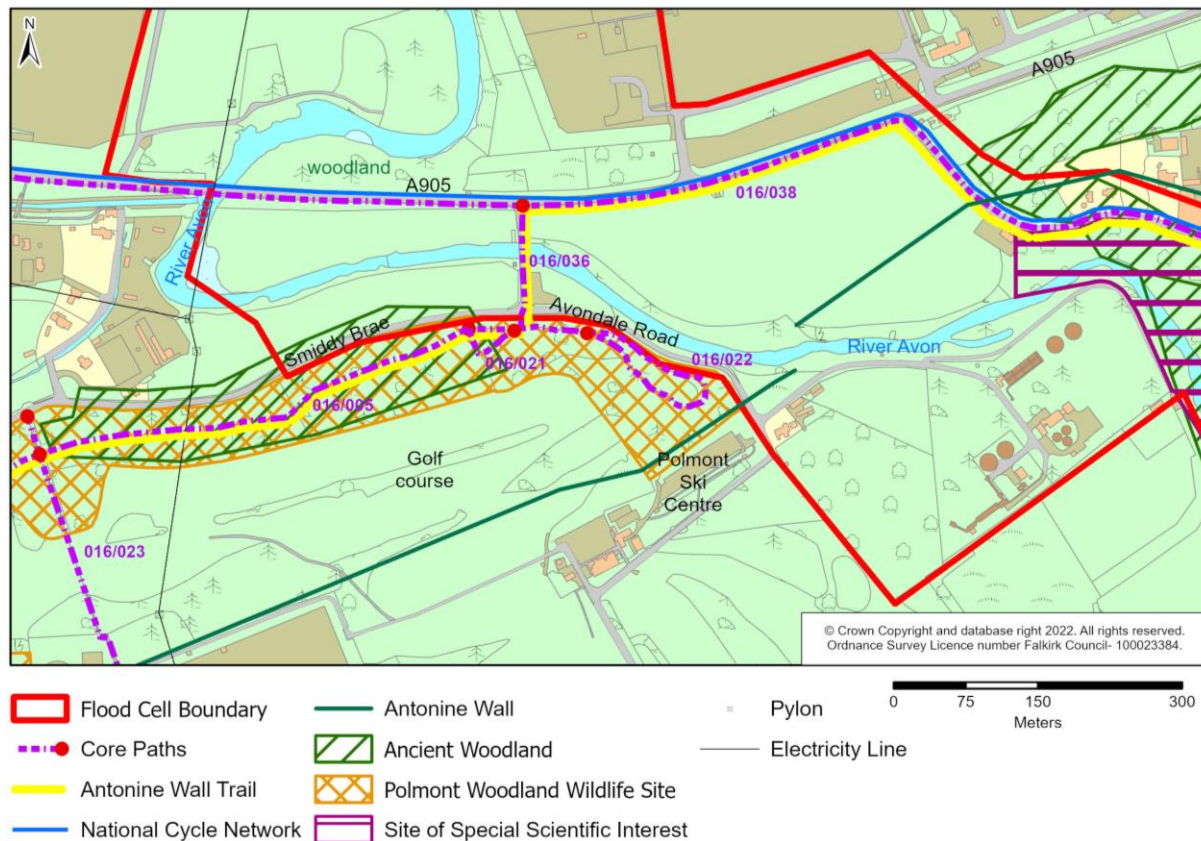 N
A905
woodland
A905
016/038
River Avon
016/036
Smiddy Brae
Avondale Road
River Avon
016/021
016/022
016/005
Golf
course
Polmont
Ski
Centre
016/023
© Crown Copyright and database right 2022. All rights reserved.
Ordnance Survey Licence number Falkirk Council- 100023384.
Flood Cell Boundary
Core Paths
Antonine Wall Trail
National Cycle Network
Antonine Wall
Ancient Woodland
Polmont Woodland Wildlife Site
Site of Special Scientific Interest
Pylon
Electricity Line
0 75 150 300
Meters